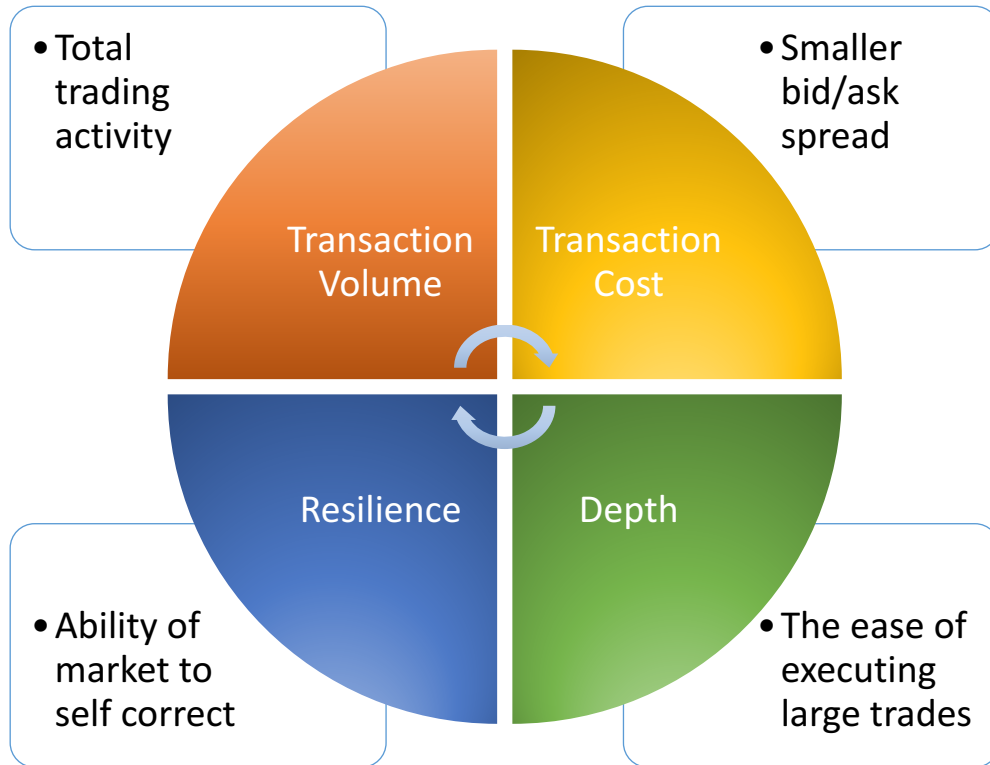 • Total
trading
activity
• Smaller
bid/ask
spread
Transaction
Volume
Transaction
Cost
Resilience
Depth
• Ability of
market to
self correct
• The ease of
executing
large trades